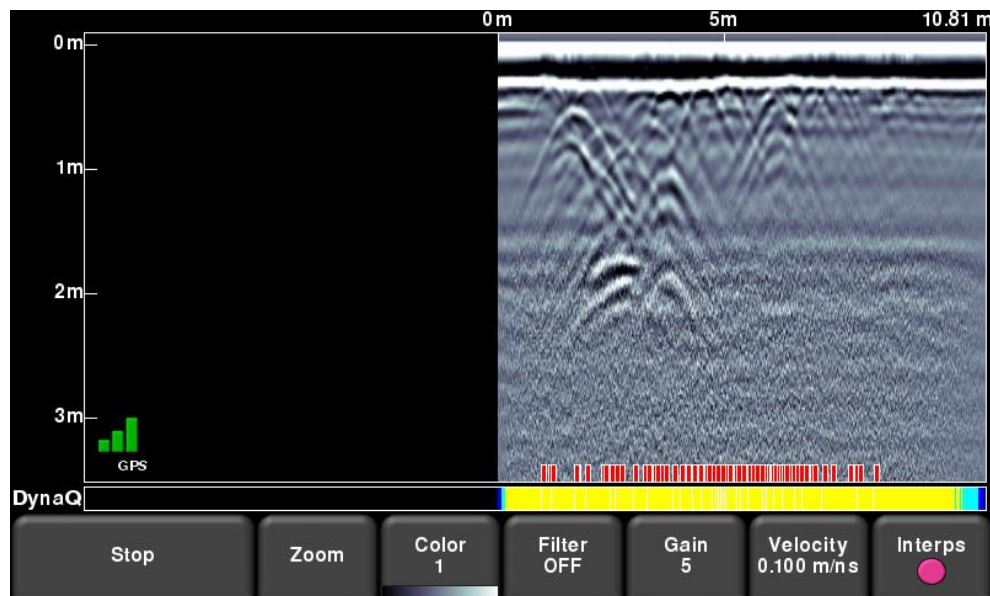 0 m 5m 10.81 m
0 m
1m
2m
3m
GPS
DynaQ
Stop Zoom Color Filter Gain Velocity Interps
1 OFF 5 0.100 m/ns